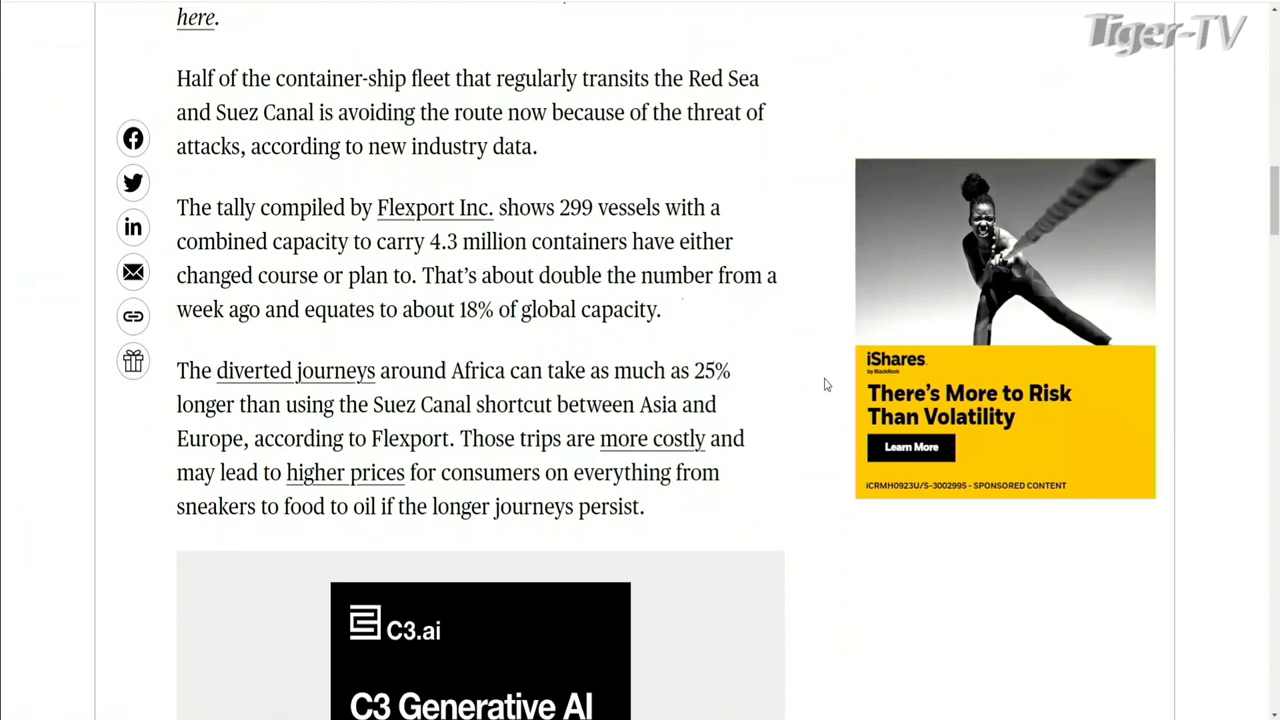 Tiger-TV
here.
Half of the container-ship fleet that regularly transits the Red Sea
and Suez Canal is avoiding the route now because of the threat of
attacks, according to new industry data.
The tally compiled by Flexport Inc. shows 299 vessels with a
combined capacity to carry 4.3 million containers have either
changed course or plan to. That's about double the number from a
week ago and equates to about 18% of global capacity.
The diverted journeys around Africa can take as much as 25%
longer than using the Suez Canal shortcut between Asia and
Europe, according to Flexport. Those trips are more costly and
may lead to higher prices for consumers on everything from
sneakers to food to oil if the longer journeys persist.
iShares.
by BlackRock
There's More to Risk
Than Volatility
Learn More
iCRMH0923U/S-3002995 - SPONSORED CONTENT
C3.ai
C3 Generative AI